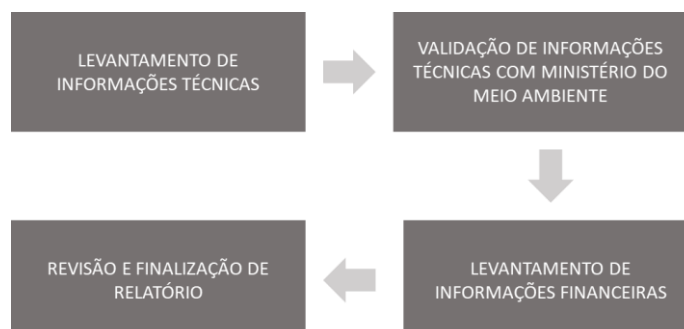 LEVANTAMENTO DE
INFORMAÇÕES TÉCNICAS
VALIDAÇÃO DE INFORMAÇÕES
TÉCNICAS COM MINISTÉRIO DO
MEIO AMBIENTE
LEVANTAMENTO DE
INFORMAÇÕES FINANCEIRAS
REVISÃO E FINALIZAÇÃO DE
RELATÓRIO